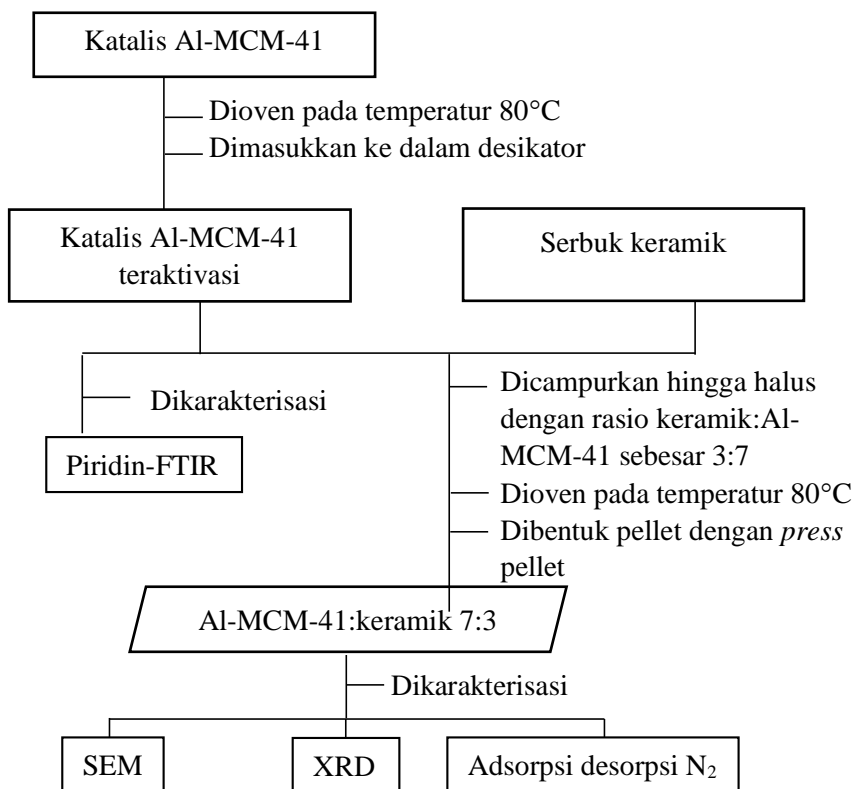 Katalis Al-MCM-41
Dioven pada temperatur 80°C
Dimasukkan ke dalam desikator
Katalis Al-MCM-41
teraktivasi
Serbuk keramik
Dikarakterisasi
Piridin-FTIR
Dicampurkan hingga halus
dengan rasio keramik:Al-
MCM-41 sebesar 3:7
Dioven pada temperatur 80°C
Dibentuk pellet dengan press
pellet
Al-MCM-41:keramik 7:3
Dikarakterisasi
SEM
XRD
Adsorpsi desorpsi N₂